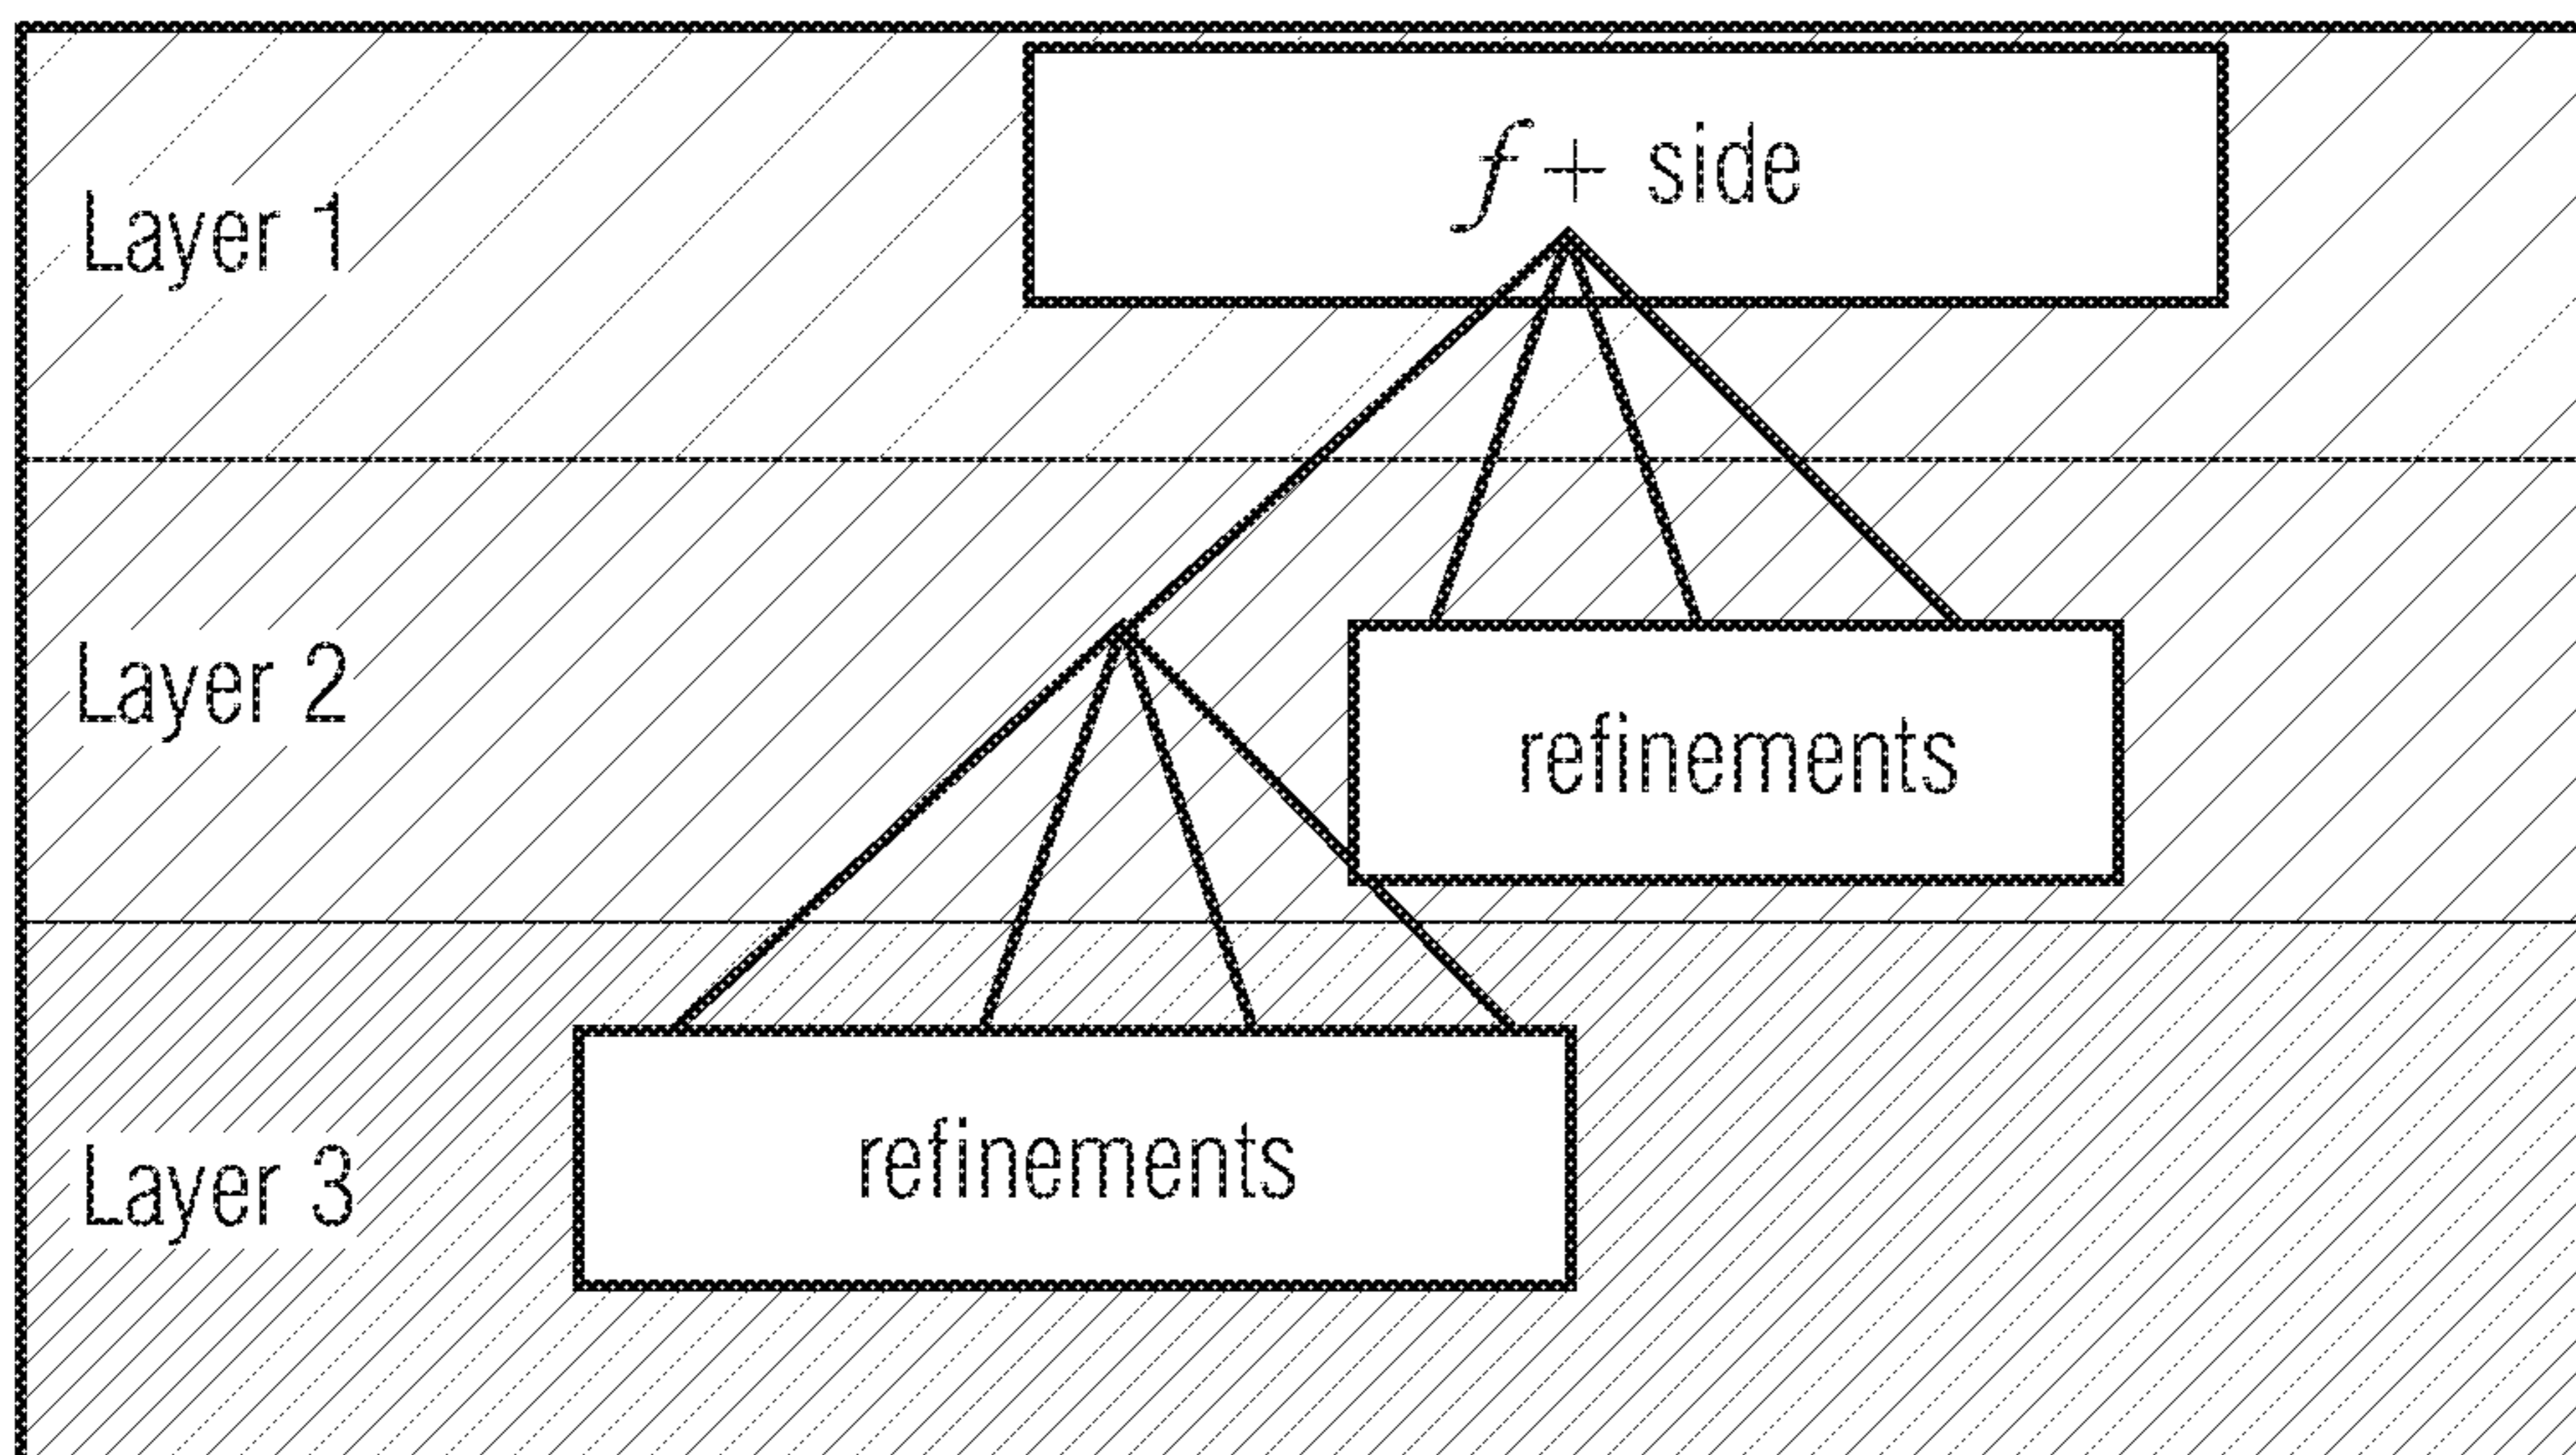 f + side
Layer 1
Layer 2
refinements
Layer 3
refinements